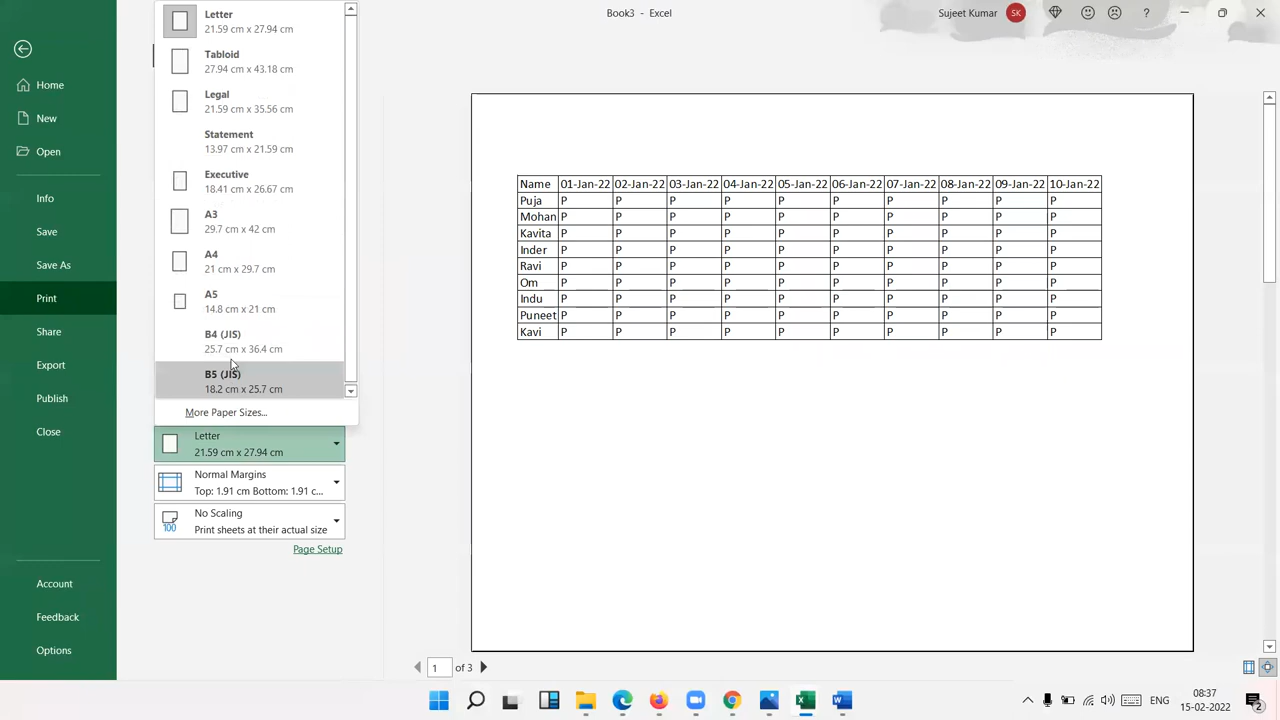 Book3 - Excel
Sujeet Kumar
SK
?
Home
New
Open
Info
Save
Save As
Print
Share
Export
Publish
Close
Account
Feedback
Options
Letter
21.59 cm x 27.94 cm
Tabloid
27.94 cm x 43.18 cm
Legal
21.59 cm x 35.56 cm
Statement
13.97 cm x 21.59 cm
Executive
18.41 cm x 26.67 cm
A3
29.7 cm x 42 cm
A4
21 cm x 29.7 cm
A5
14.8 cm x 21 cm
B4 (JIS)
25.7 cm x 36.4 cm
B5 (JIS)
18.2 cm x 25.7 cm
More Paper Sizes...
Letter
21.59 cm x 27.94 cm
Normal Margins
Top: 1.91 cm Bottom: 1.91 c...
100
No Scaling
Print sheets at their actual size
Page Setup
Name 01-Jan-22 02-Jan-22 03-Jan-22 04-Jan-22 05-Jan-22 06-Jan-22 07-Jan-22 08-Jan-22 09-Jan-22 10-Jan-22
Puja P P P P P P P P P P
Mohan P P P P P P P P P P
Kavita P P P P P P P P P P
Inder P P P P P P P P P P
Ravi P P P P P P P P P P
Om P P P P P P P P P P
Indu P P P P P P P P P P
Puneet P P P P P P P P P P
Kavi P P P P P P P P P P
1 of 3
ENG
08:37
15-02-2022
2